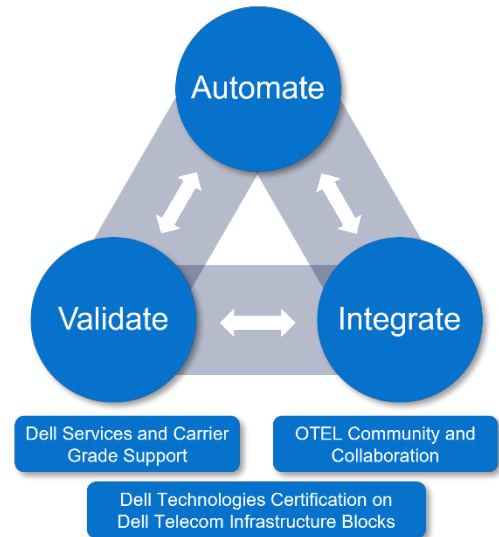 Automate
Validate
Integrate
Dell Services and Carrier
Grade Support
OTEL Community and
Collaboration
Dell Technologies Certification on
Dell Telecom Infrastructure Blocks